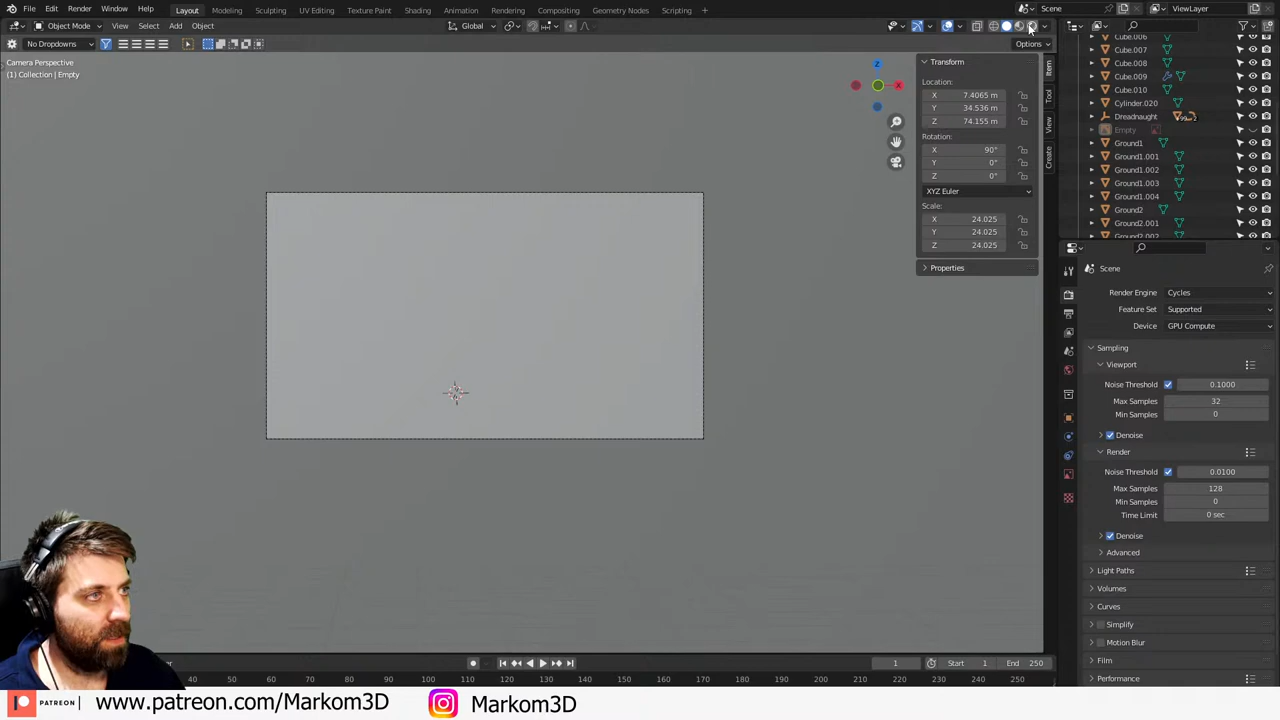 File Edit Render Window Help Layout Modeling Sculpting UV Editing Texture Paint Shading Animation Rendering Compositing Geometry Nodes Scripting Scene ViewLayer
Object Mode View Select Add Object Global
No Dropdowns Options
Camera Perspective
(1) Collection | Empty
Transform
Location:
X 7.4065 m
Y 34.536 m
Z 74.155 m
Rotation:
X 90°
Y 0°
Z 0°
XYZ Euler
Scale:
X 24.025
Y 24.025
Z 24.025
Properties
Item
Tool
View
Create
Z
X
Cube.006
Cube.007
Cube.008
Cube.009
Cube.010
Cylinder.020
Dreadnaught
Empty
Ground1
Ground1.001
Ground1.002
Ground1.003
Ground1.004
Ground2
Ground2.001
Ground2.002
Scene
Render Engine Cycles
Feature Set Supported
Device GPU Compute
Sampling
Viewport
Noise Threshold 0.1000
Max Samples 32
Min Samples 0
Denoise
Render
Noise Threshold 0.0100
Max Samples 128
Min Samples 0
Time Limit 0 sec
Denoise
Advanced
Light Paths
Volumes
Curves
Simplify
Motion Blur
Film
Performance
1 Start 1 End 250
40 50 60 70 80 90 100 110 120 130 140 150 160 170 180 190 200 210 220 230 240 250
PATREON www.patreon.com/Markom3D Markom3D